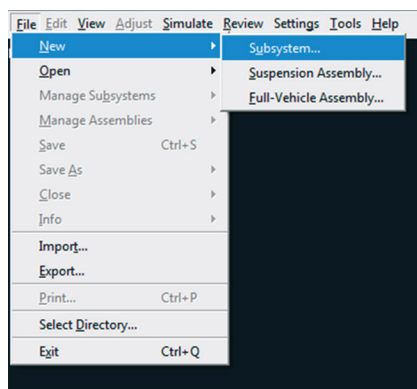 File Edit View Adjust Simulate Review Settings Tools Help
New
Subsystem...
Suspension Assembly...
Full-Vehicle Assembly...
Open
Manage Subsystems
Manage Assemblies
Save Ctrl+S
Save As
Close
Info
Import...
Export...
Print... Ctrl+P
Select Directory...
Exit Ctrl+Q